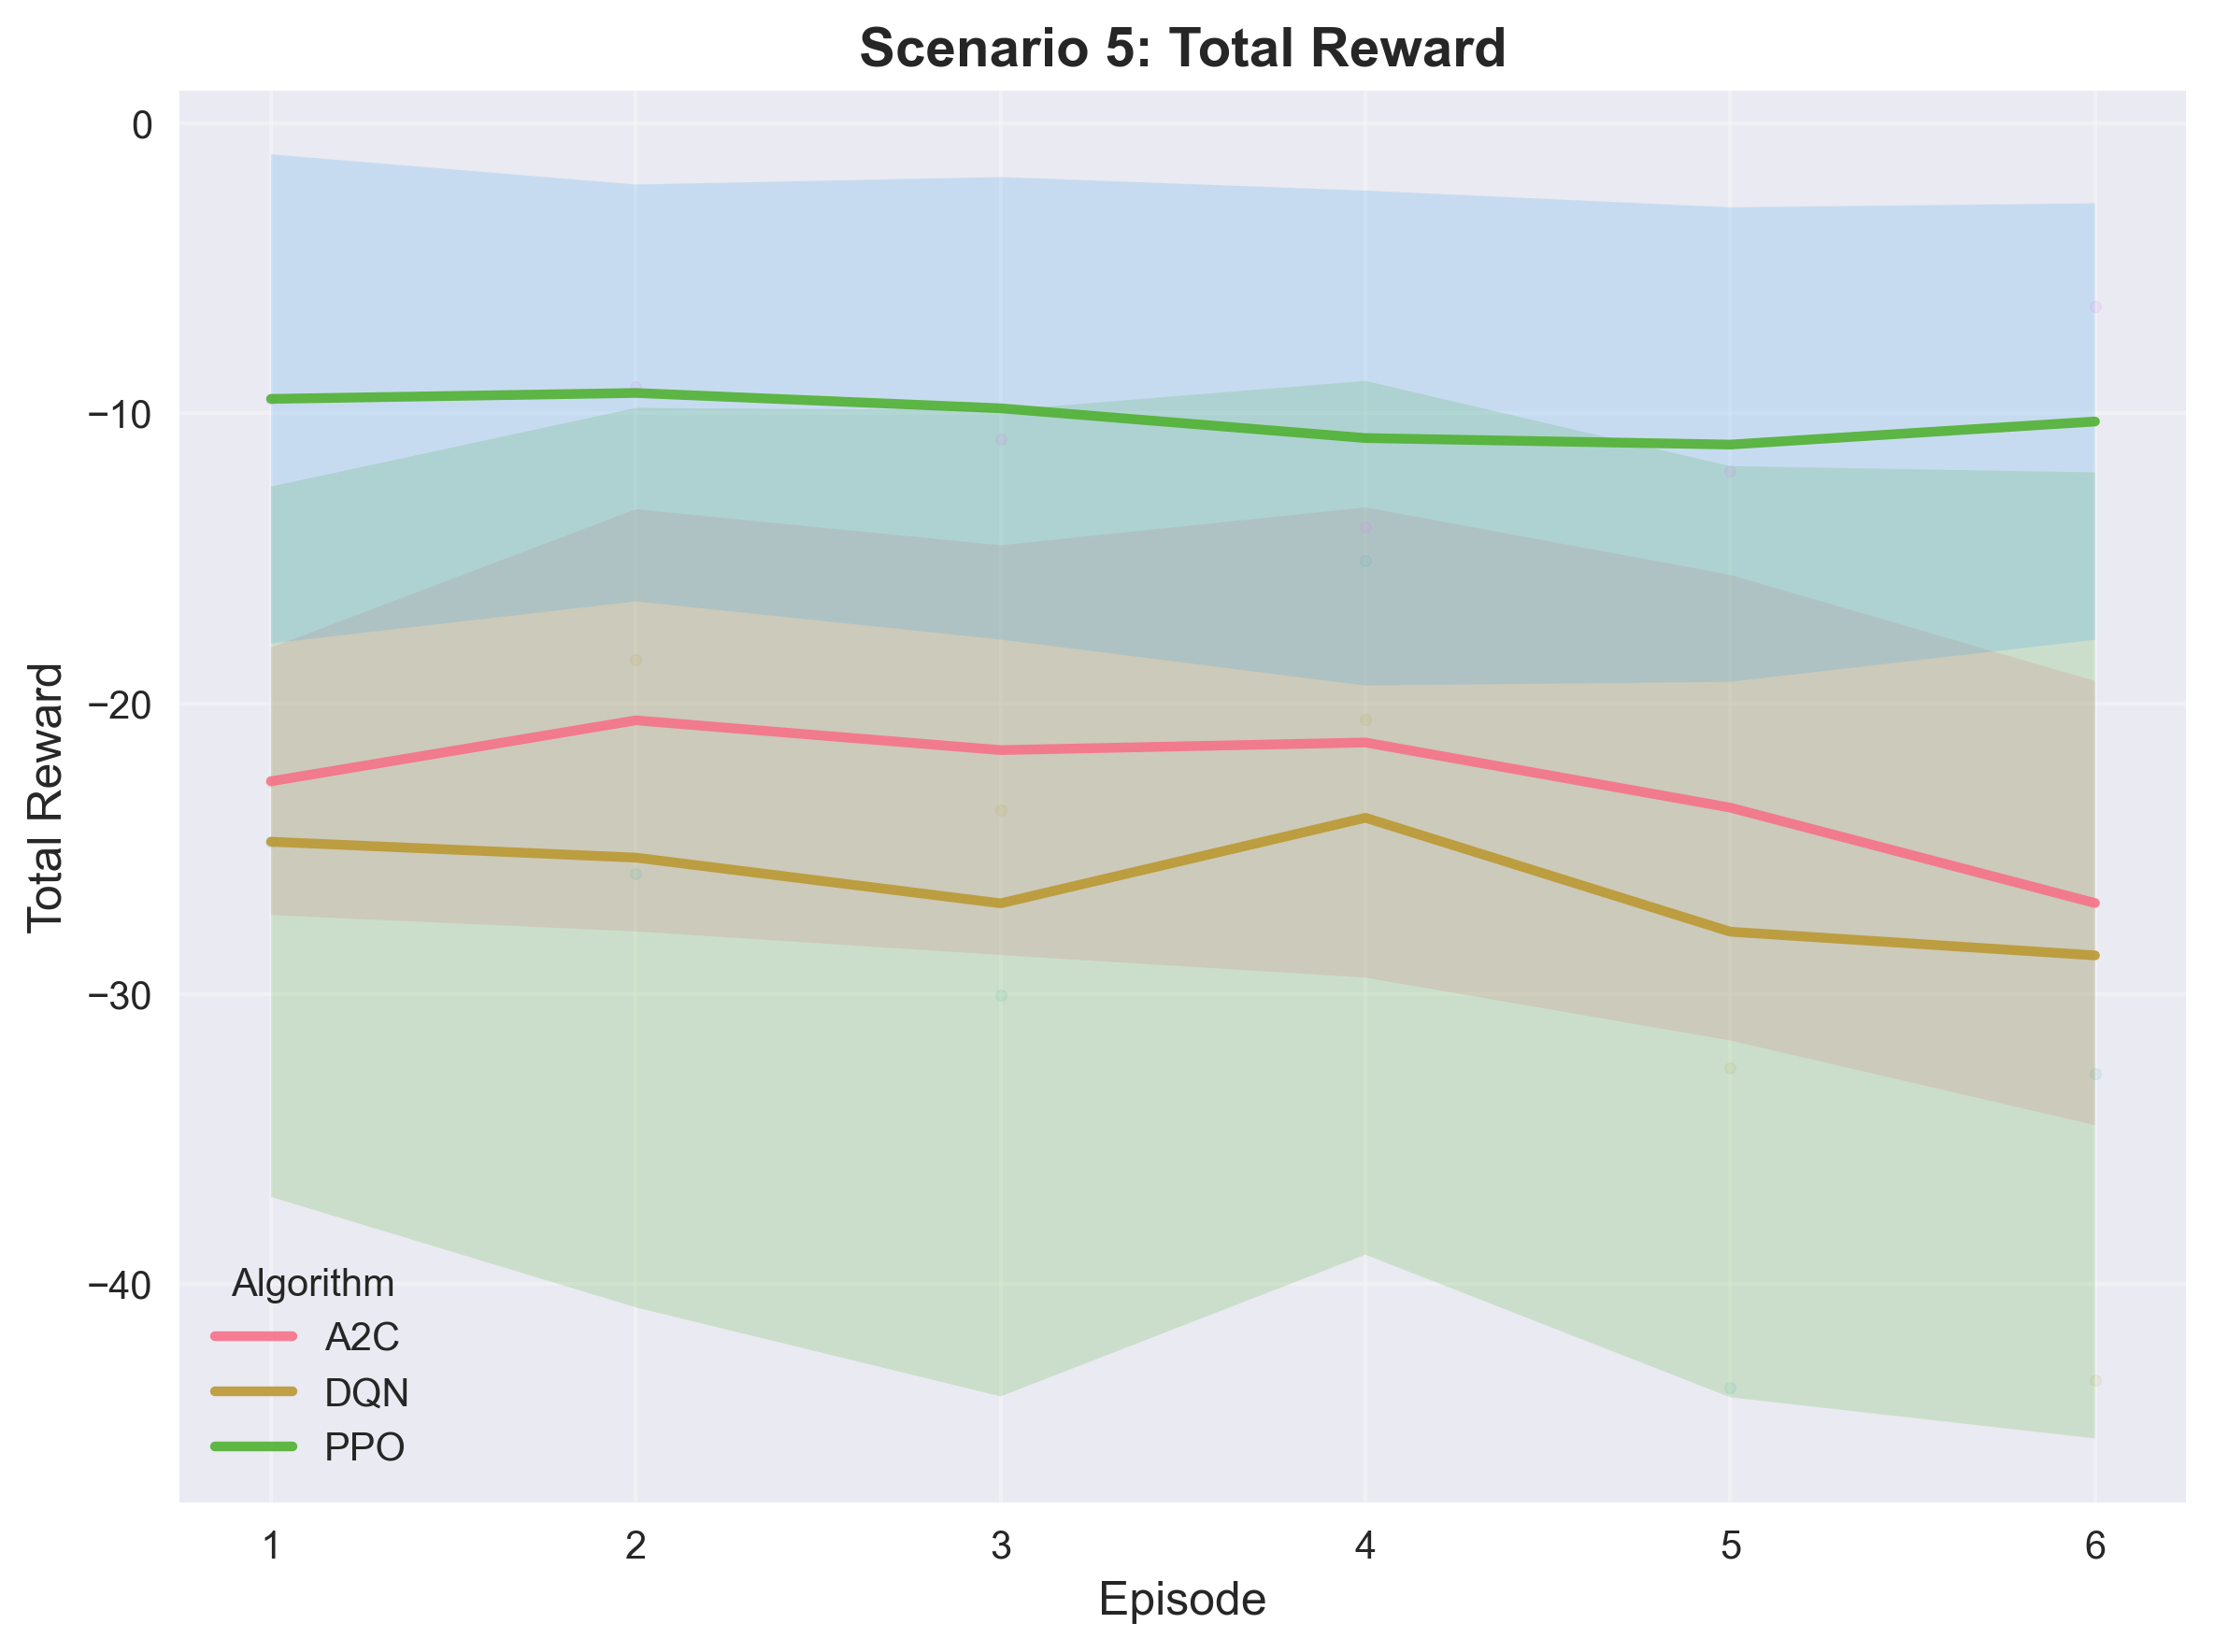 Scenario 5: Total Reward
0
−10
−20
−30
−40
Total Reward
Algorithm
A2C
DQN
PPO
1 2 3 4 5 6
Episode